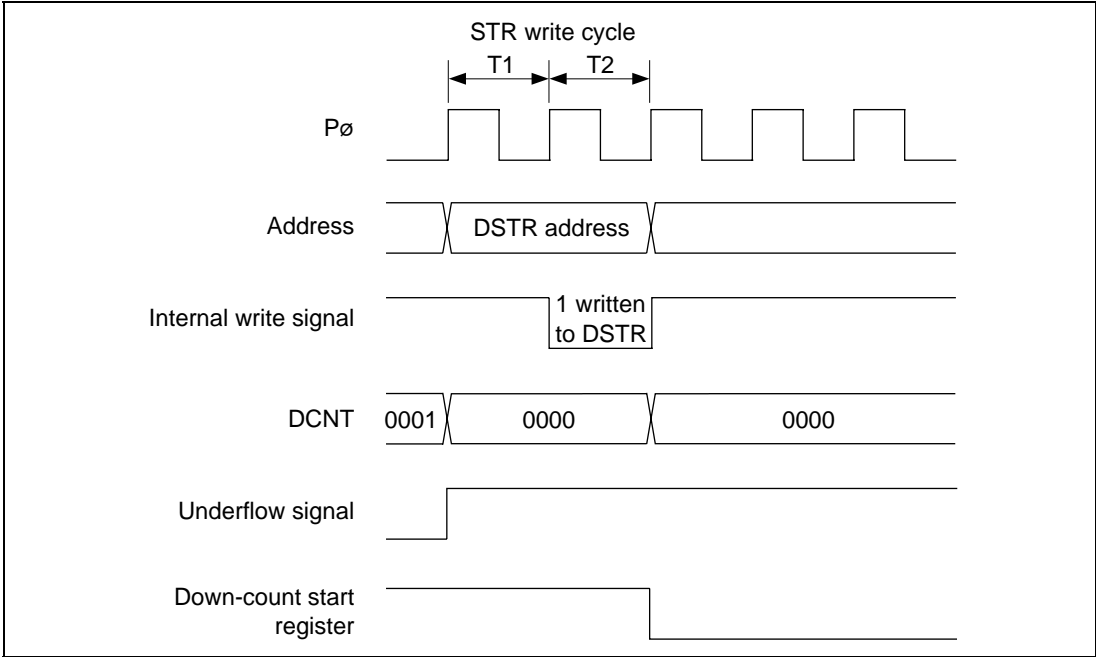 STR write cycle
T1 T2
Pø
Address DSTR address
Internal write signal 1 written
to DSTR
DCNT 0001 0000 0000
Underflow signal
Down-count start
register